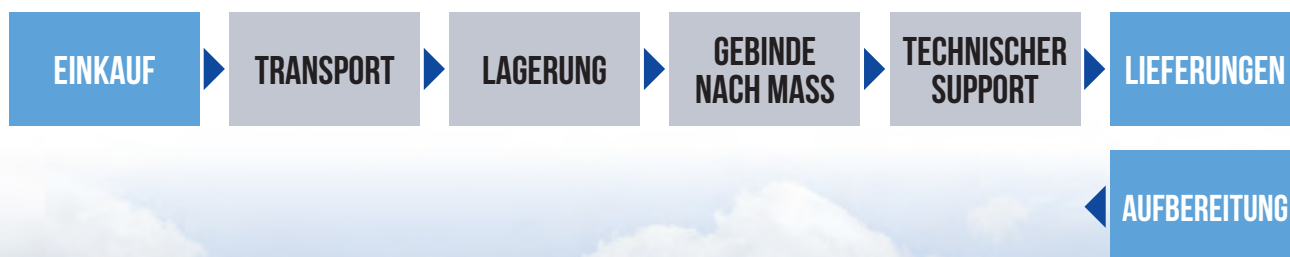 EINKAUF
TRANSPORT
LAGERUNG
GEBINDE
NACH MASS
TECHNISCHER
SUPPORT
LIEFERUNGEN
AUFBEREITUNG